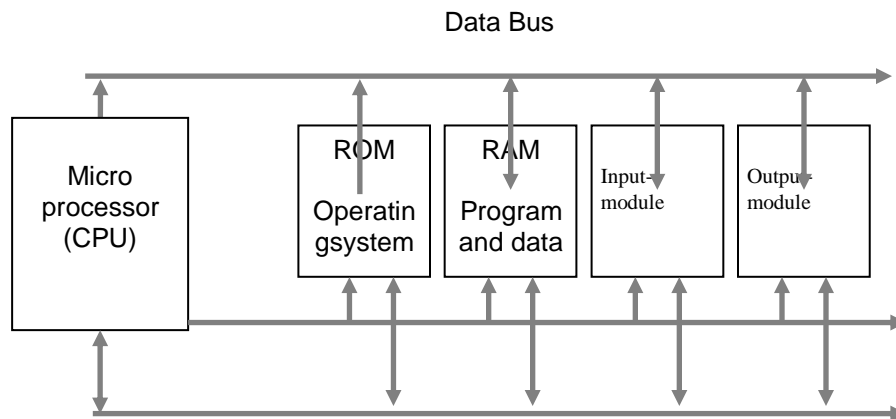 Data Bus
Micro
processor
(CPU)
ROM
Operatin
gsystem
RAM
Program
and data
Input-
module
Output-
module